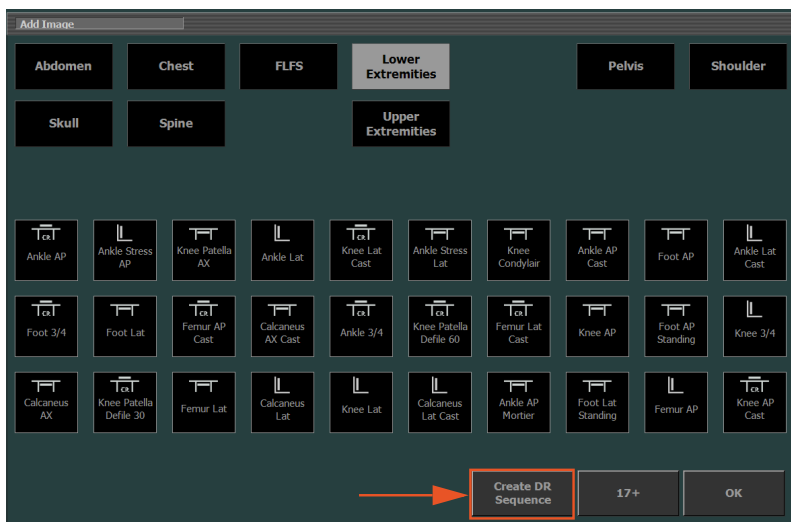 Add Image
Abdomen
Chest
FLFS
Lower
Extremities
Pelvis
Shoulder
Skull
Spine
Upper
Extremities
CR
Ankle AP
Ankle Stress
AP
Knee Patella
AX
Ankle Lat
CR
Knee Lat
Cast
Ankle Stress
Lat
Knee
Condylair
Ankle AP
Cast
Foot AP
Ankle Lat
Cast
CR
Foot 3/4
Foot Lat
CR
Femur AP
Cast
Calcaneus
AX Cast
CR
Ankle 3/4
CR
Knee Patella
Defile 60
CR
Femur Lat
Cast
Knee AP
Foot AP
Standing
Knee 3/4
Calcaneus
AX
CR
Knee Patella
Defile 30
Femur Lat
Calcaneus
Lat
Knee Lat
Calcaneus
Lat Cast
Ankle AP
Mortier
Foot Lat
Standing
Femur AP
CR
Knee AP
Cast
Create DR
Sequence
17+
OK